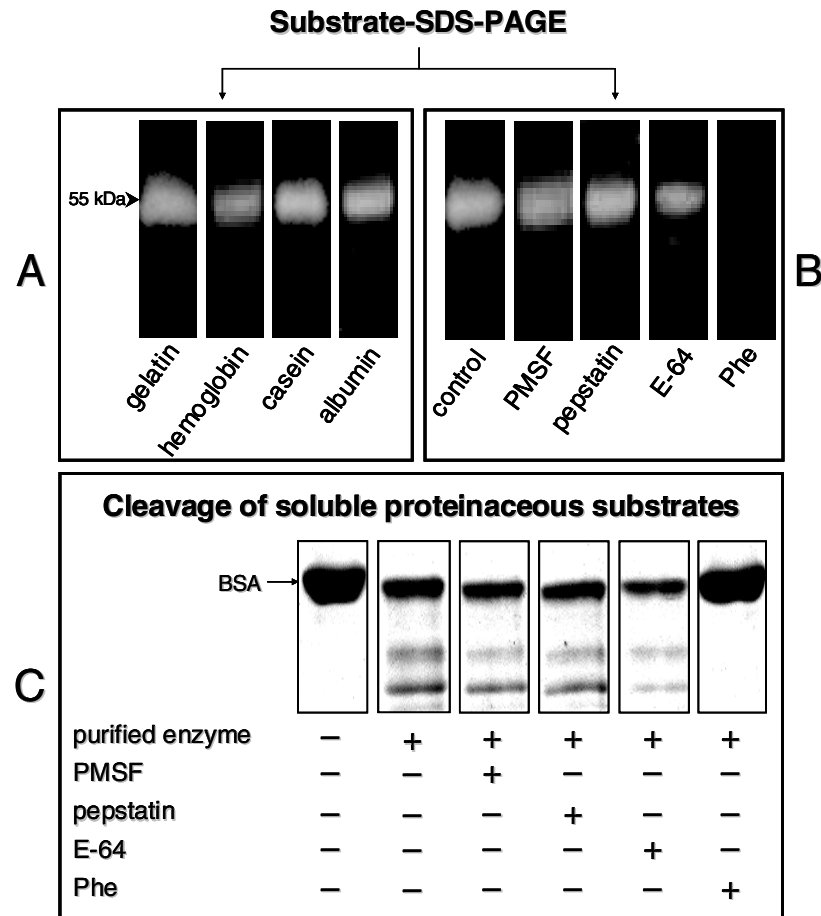 Substrate-SDS-PAGE
55 kDa
A
B
gelatin
hemoglobin
casein
albumin
control
PMSF
pepstatin
E-64
Phe
Cleavage of soluble proteinaceous substrates
BSA
C
purified enzyme – + + + + +
PMSF – – + – – –
pepstatin – – – + – –
E-64 – – – – + –
Phe – – – – – +